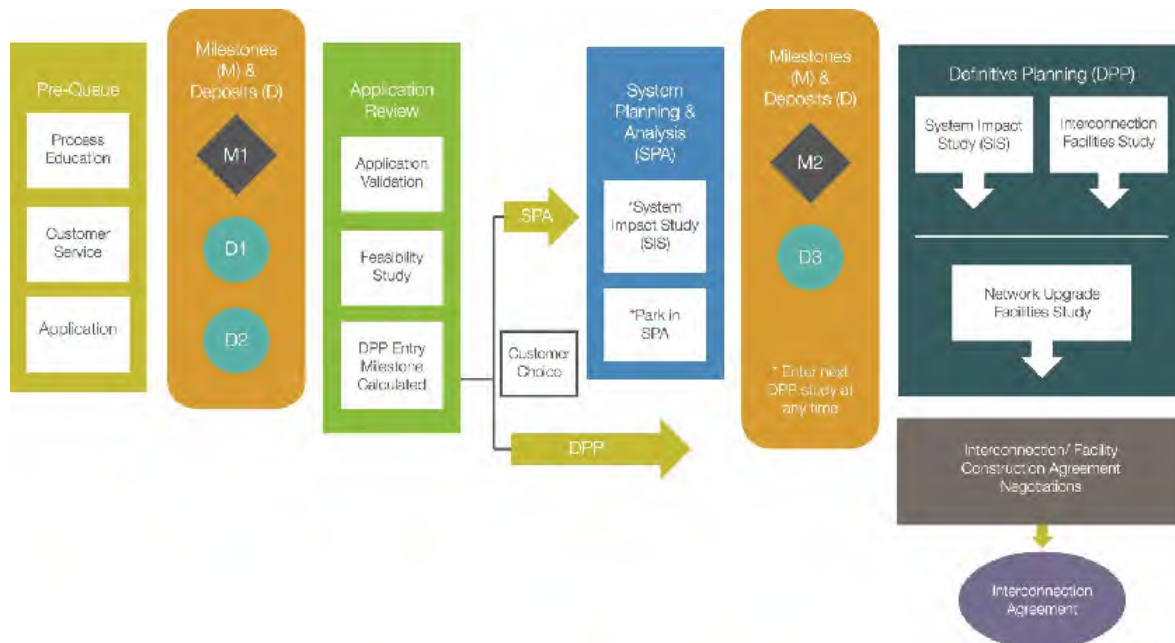 Pre-Queue
Process
Education
Customer
Service
Application
Milestones
(M) &
Deposits (D)
M1
D1
D2
Application
Review
Application
Validation
Feasibility
Study
DPP Entry
Milestone
Calculated
SPA
Customer
Choice
DPP
System
Planning &
Analysis
(SPA)
*System
Impact Study
(SIS)
*Park in
SPA
Milestones
(M) &
Deposits (D)
M2
D3
* Enter next
DPP study at
any time
Definitive Planning (DPP)
System Impact
Study (SIS)
Interconnection
Facilities Study
Network Upgrade
Facilities Study
Interconnection/ Facility
Construction Agreement
Negotiations
Interconnection
Agreement